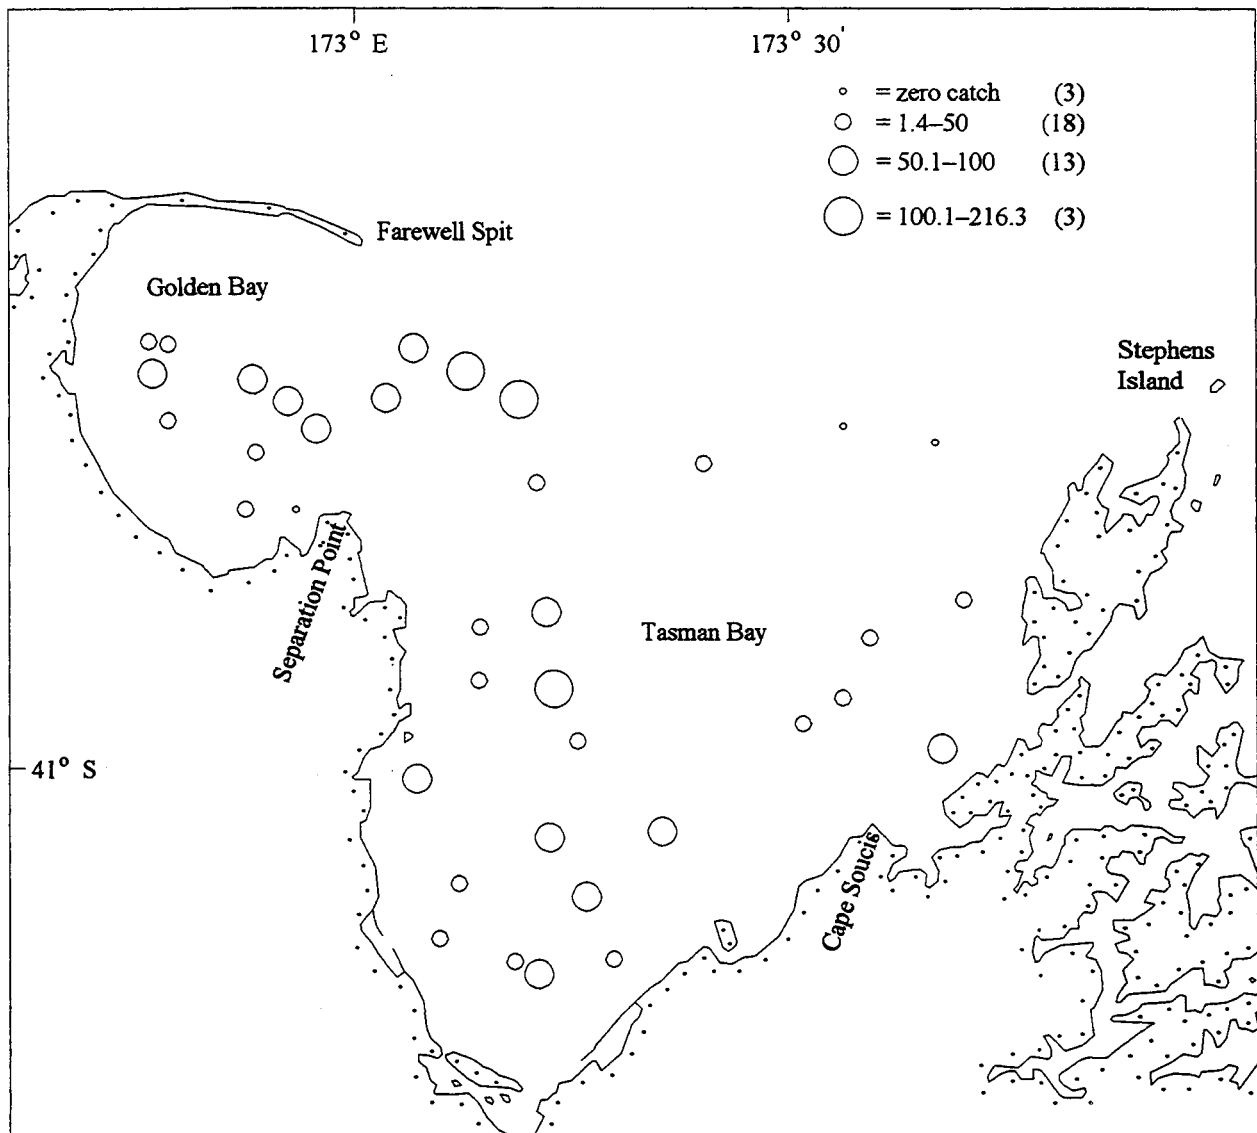 173° E
173° 30'
= zero catch (3)
= 1.4–50 (18)
= 50.1–100 (13)
= 100.1–216.3 (3)
Farewell Spit
Golden Bay
Stephens
Island
Separation Point
Tasman Bay
41° S
Cape Soucis